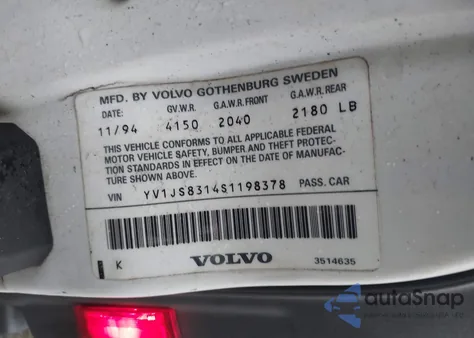 MFD. BY VOLVO GOTHENBURG SWEDEN
DATE: G.V.W.R. G.A.W.R. FRONT G.A.W.R. REAR
11/94 4150 2040 2180 LB
THIS VEHICLE CONFORMS TO ALL APPLICABLE FEDERAL
MOTOR VEHICLE SAFETY, BUMPER AND THEFT PROTEC-
TION STANDARDS IN EFFECT ON THE DATE OF MANUFAC-
TURE SHOWN ABOVE.
VIN YV1JS8314S1198378 PASS. CAR
K VOLVO 3514635
autoSnap